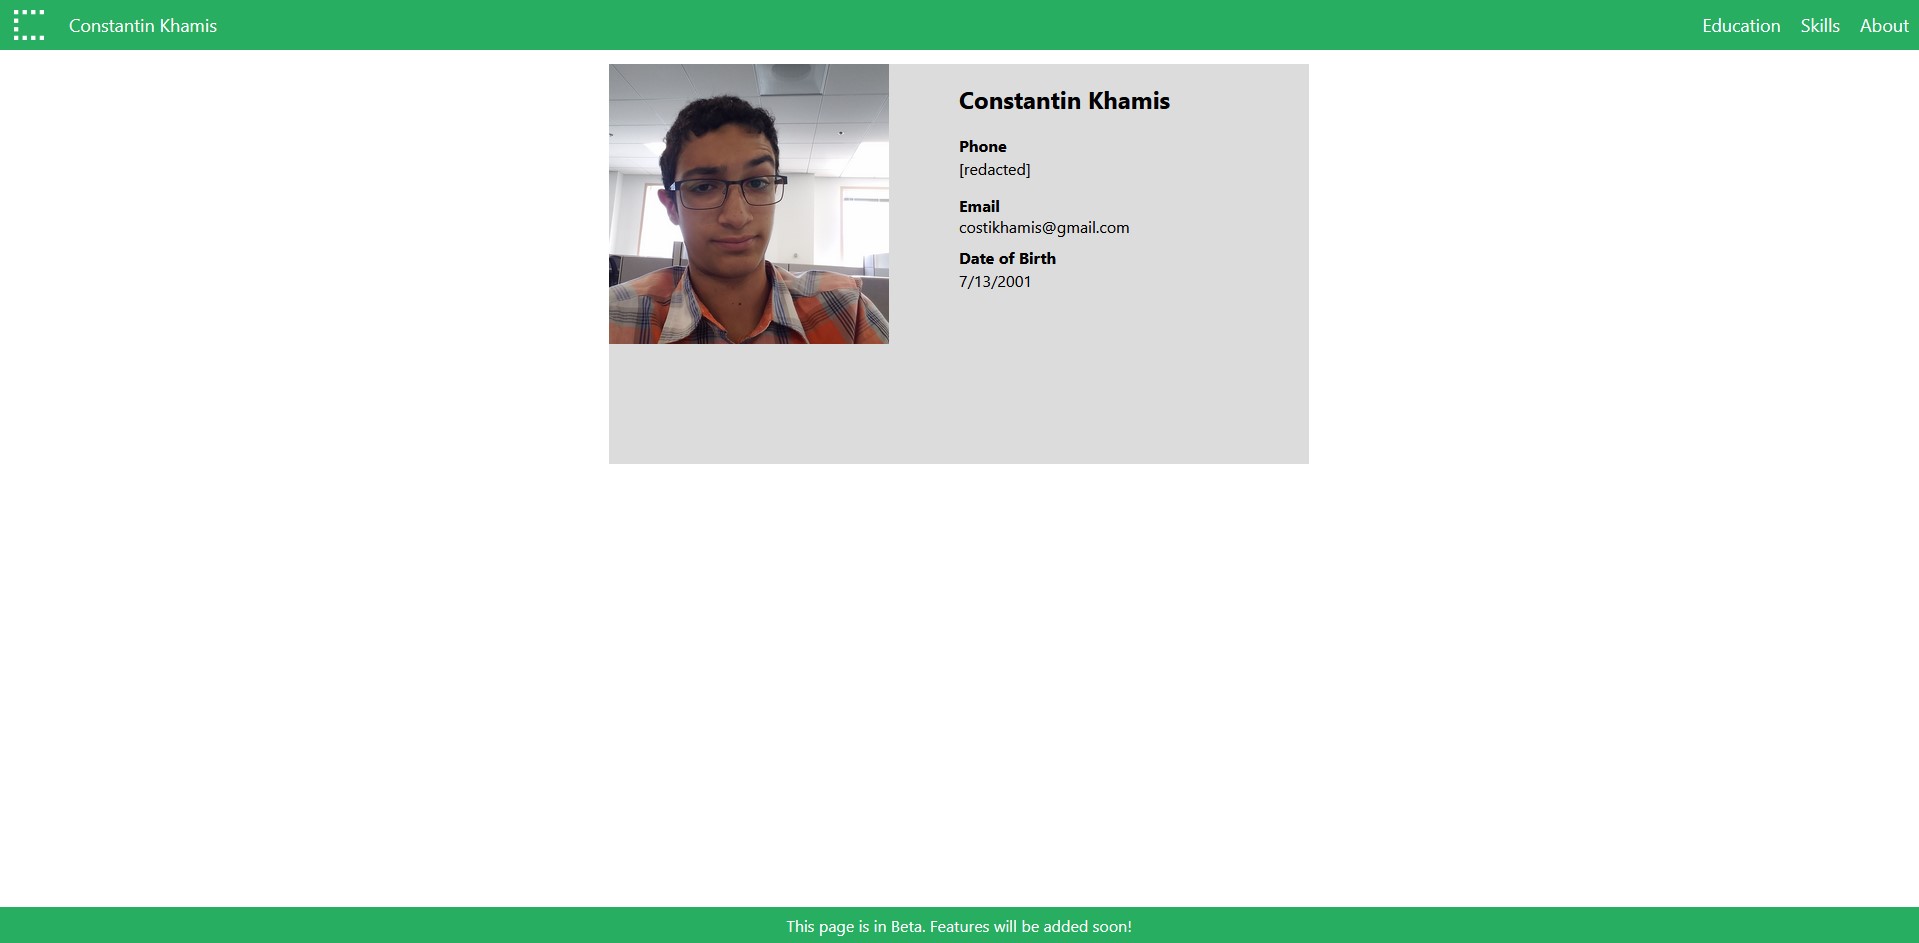 Constantin Khamis
Education Skills About
Constantin Khamis
Phone
[redacted]
Email
costikhamis@gmail.com
Date of Birth
7/13/2001
This page is in Beta. Features will be added soon!